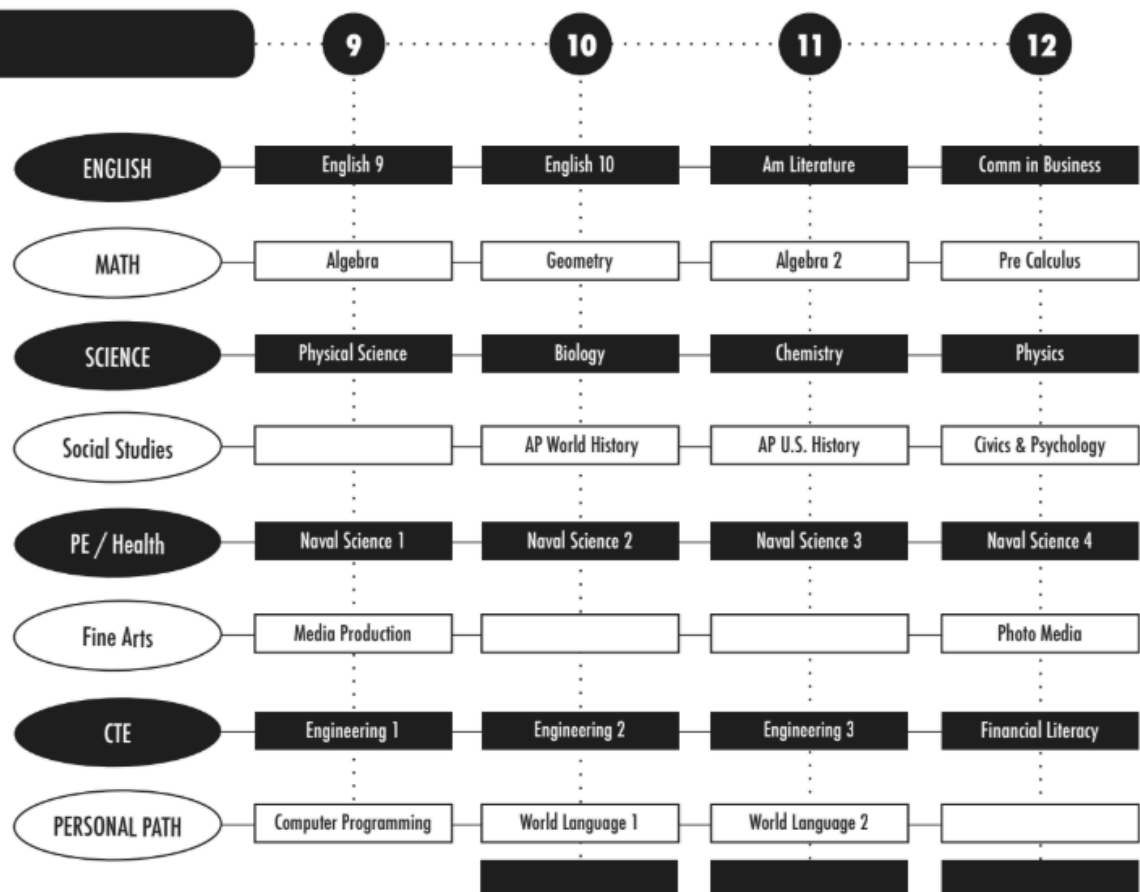 9 10 11 12
ENGLISH English 9 English 10 Am Literature Comm in Business
MATH Algebra Geometry Algebra 2 Pre Calculus
SCIENCE Physical Science Biology Chemistry Physics
Social Studies AP World History AP U.S. History Civics & Psychology
PE / Health Naval Science 1 Naval Science 2 Naval Science 3 Naval Science 4
Fine Arts Media Production Photo Media
CTE Engineering 1 Engineering 2 Engineering 3 Financial Literacy
PERSONAL PATH Computer Programming World Language 1 World Language 2